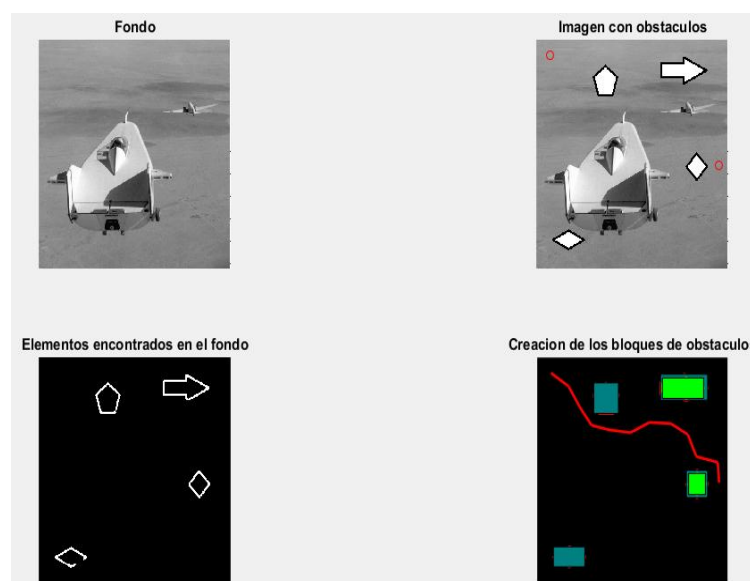 Fondo
Imagen con obstaculos
Elementos encontrados en el fondo
Creacion de los bloques de obstaculo